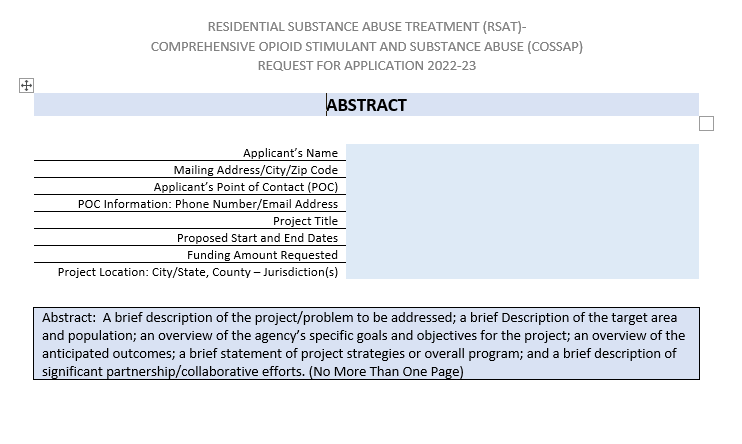 RESIDENTIAL SUBSTANCE ABUSE TREATMENT (RSAT)-
COMPREHENSIVE OPIOID STIMULANT AND SUBSTANCE ABUSE (COSSAP)
REQUEST FOR APPLICATION 2022-23
ABSTRACT
Applicant's Name
Mailing Address/City/Zip Code
Applicant's Point of Contact (POC)
POC Information: Phone Number/Email Address
Project Title
Proposed Start and End Dates
Funding Amount Requested
Project Location: City/State, County – Jurisdiction(s)
Abstract:  A brief description of the project/problem to be addressed; a brief Description of the target area
and population; an overview of the agency's specific goals and objectives for the project; an overview of the
anticipated outcomes; a brief statement of project strategies or overall program; and a brief description of
significant partnership/collaborative efforts. (No More Than One Page)